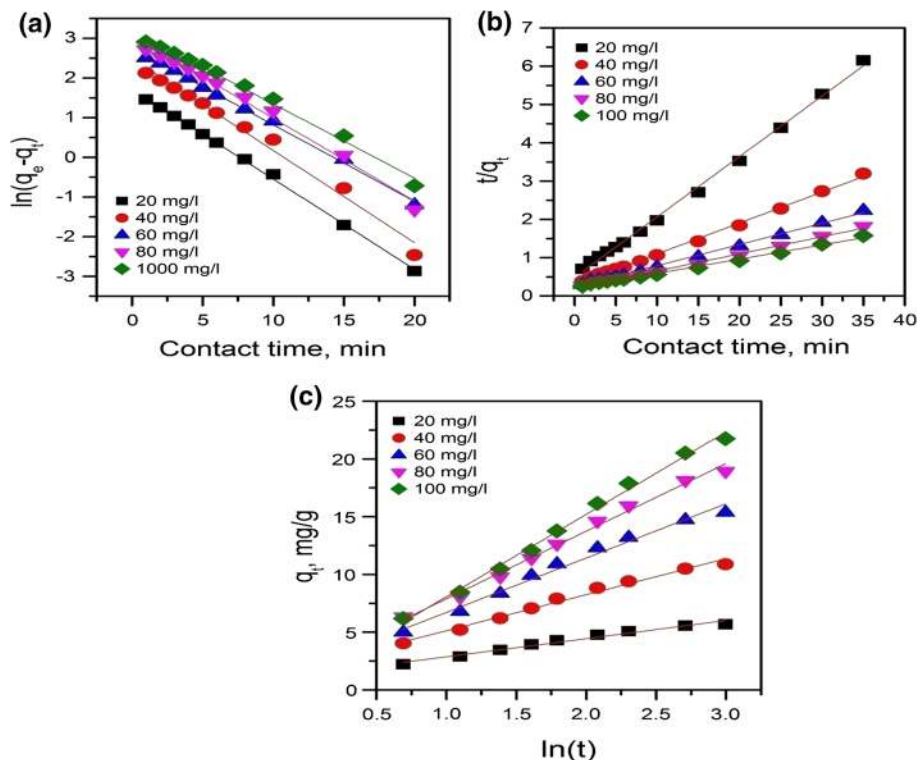 (a)
3
2
1
0
-1
-2
-3
ln(qe-qt)
20 mg/l
40 mg/l
60 mg/l
80 mg/l
1000 mg/l
0 5 10 15 20
Contact time, min
(b)
7
6
5
4
3
2
1
0
t/qt
20 mg/l
40 mg/l
60 mg/l
80 mg/l
100 mg/l
0 5 10 15 20 25 30 35 40
Contact time, min
(c)
25
20
15
10
5
0
qt, mg/g
20 mg/l
40 mg/l
60 mg/l
80 mg/l
100 mg/l
0.5 1.0 1.5 2.0 2.5 3.0
ln(t)